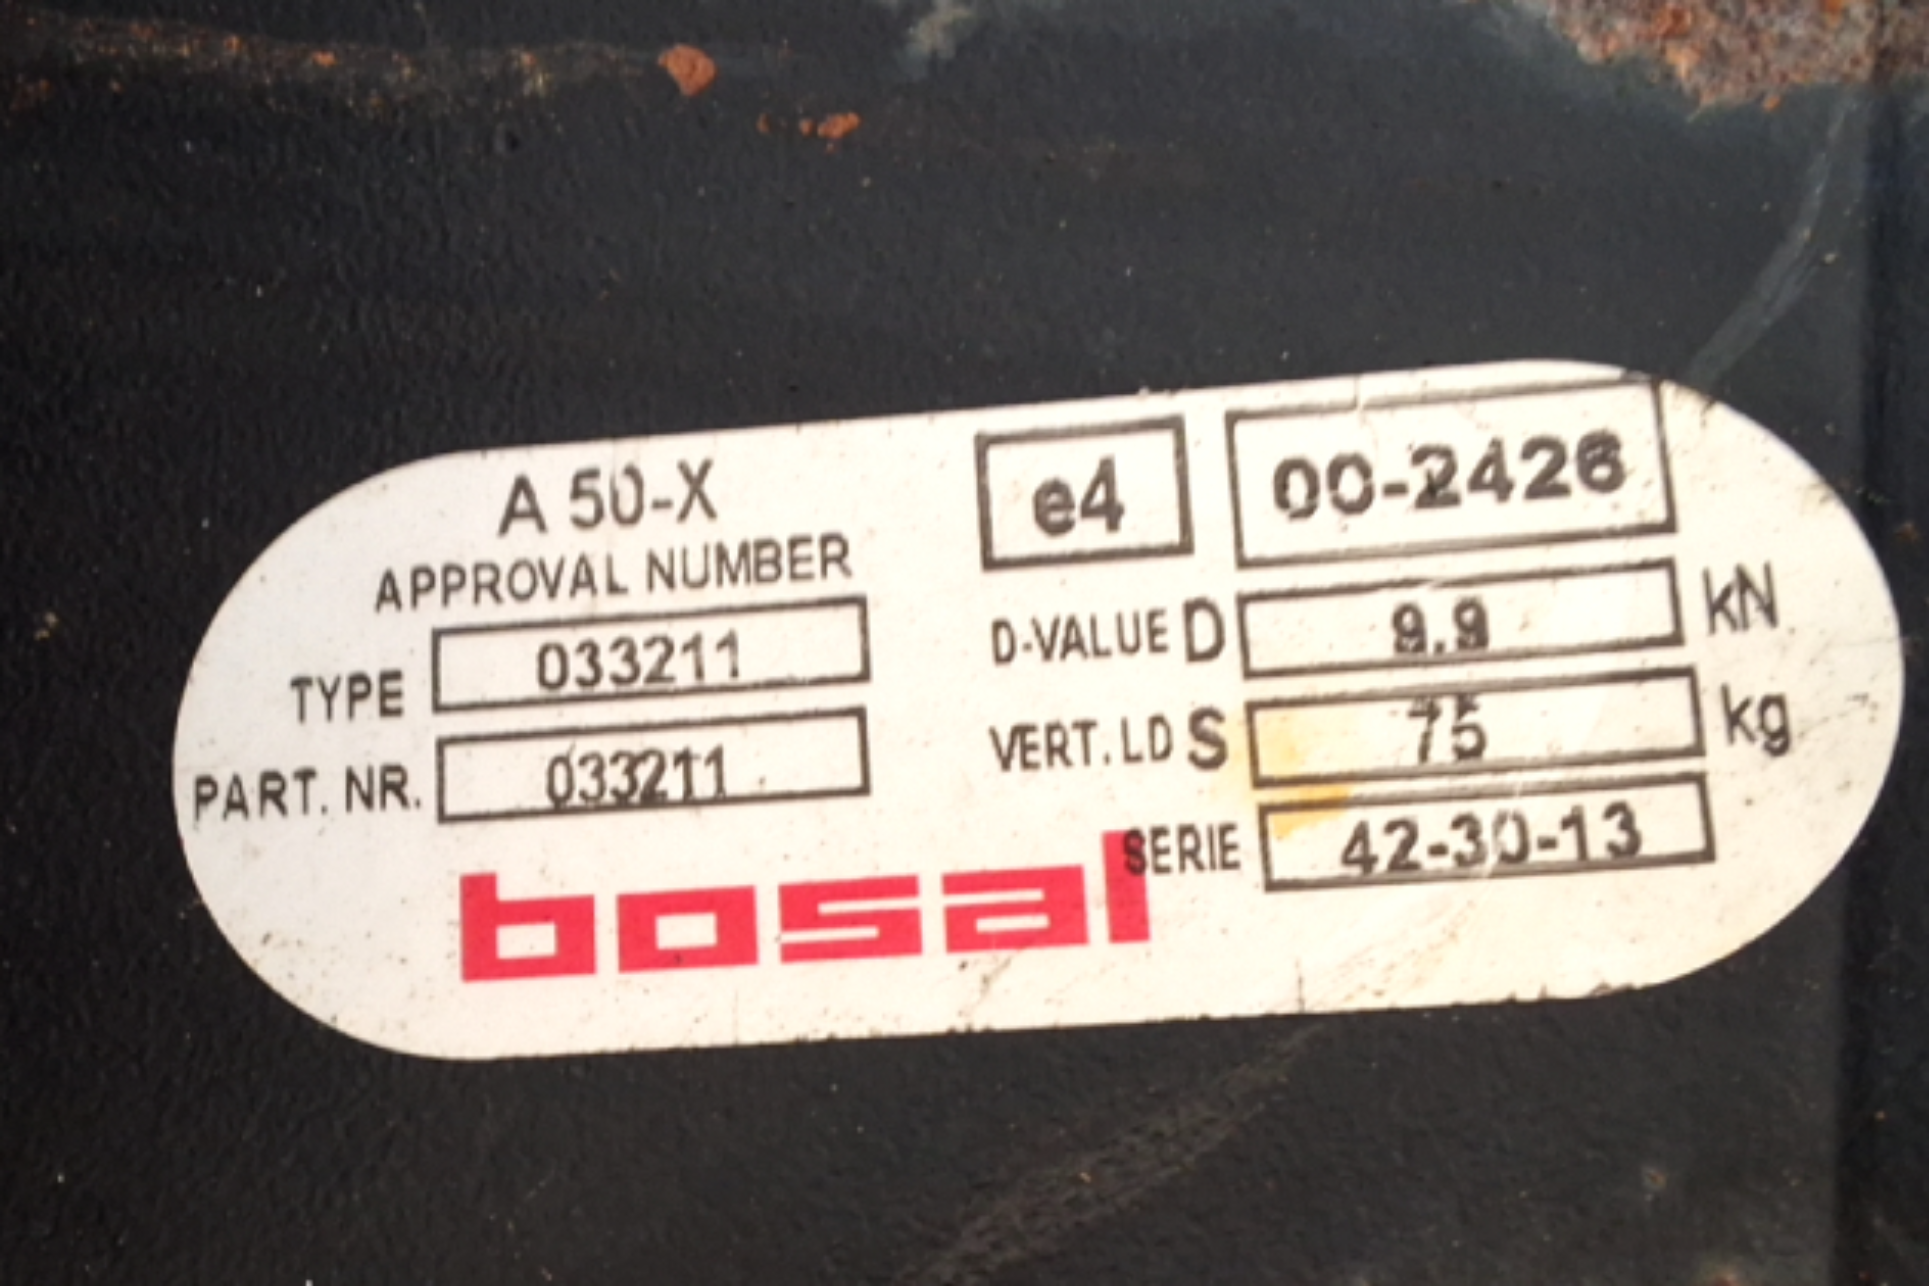 A 50-X
e4 00-2426
APPROVAL NUMBER
TYPE 033211
D-VALUE D 9.9 kN
PART. NR. 033211
VERT. LD S 75 kg
SERIE 42-30-13
bosal